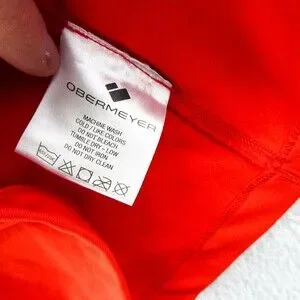 OBERMEYER
MACHINE WASH
COLD/LIKE COLORS
DO NOT BLEACH
TUMBLE DRY - LOW
DO NOT IRON
DO NOT DRY CLEAN